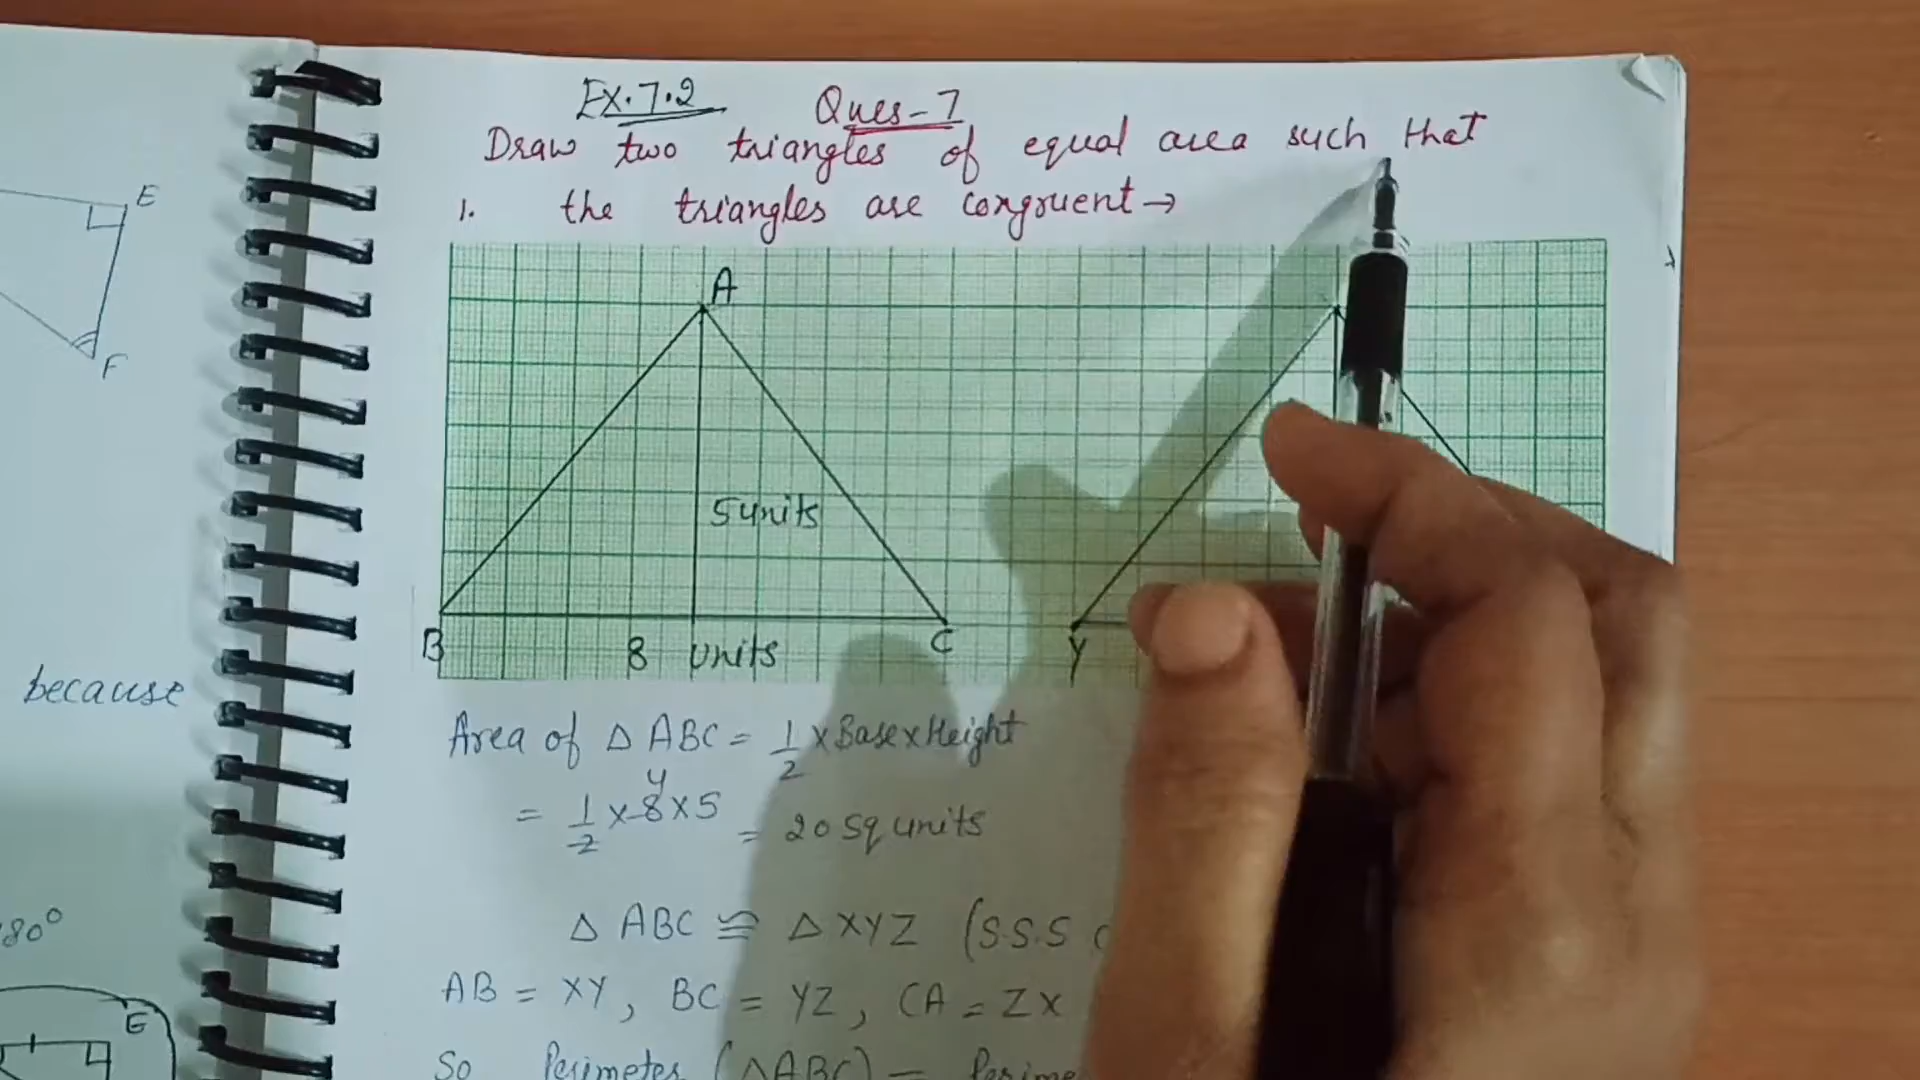 E
F
because
80°
E
Ex.7.2 Ques-7
Draw two triangles of equal area such that
1. the triangles are congruent→
A
5 units
B 8 units C Y
Area of △ ABC = 1/2 x Base x Height
4
= 1/2 x 8 x 5 = 20 sq units
△ ABC ≅ △ XYZ (S.S.S
AB = XY, BC = YZ, CA = ZX
So Perimeter (△ABC) =